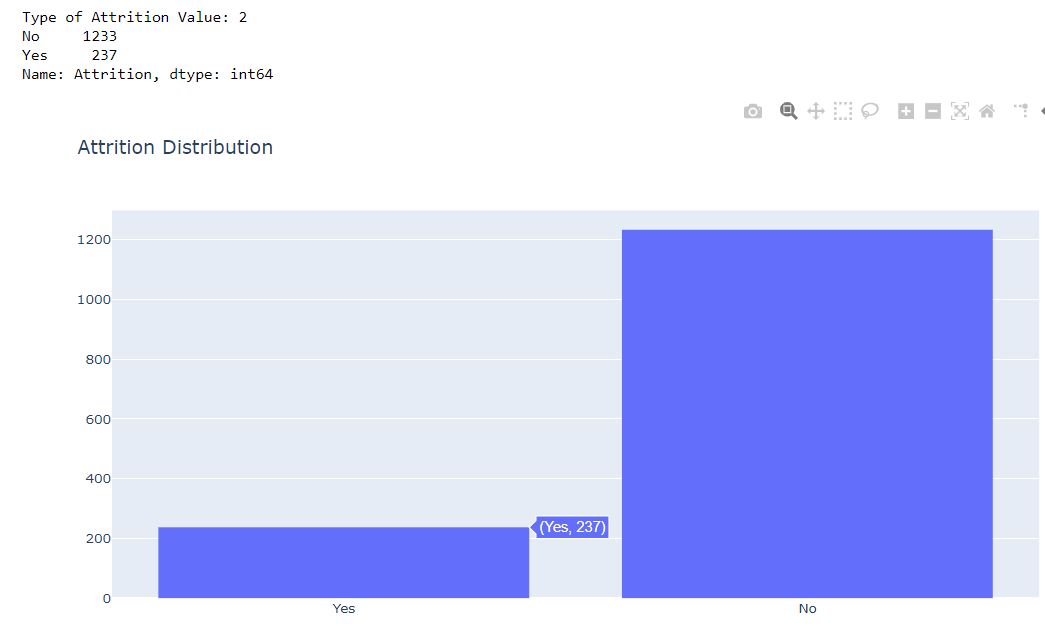 Type of Attrition Value: 2
No     1233
Yes     237
Name: Attrition, dtype: int64
Attrition Distribution
1200
1000
800
600
400
200
0
(Yes, 237)
Yes No